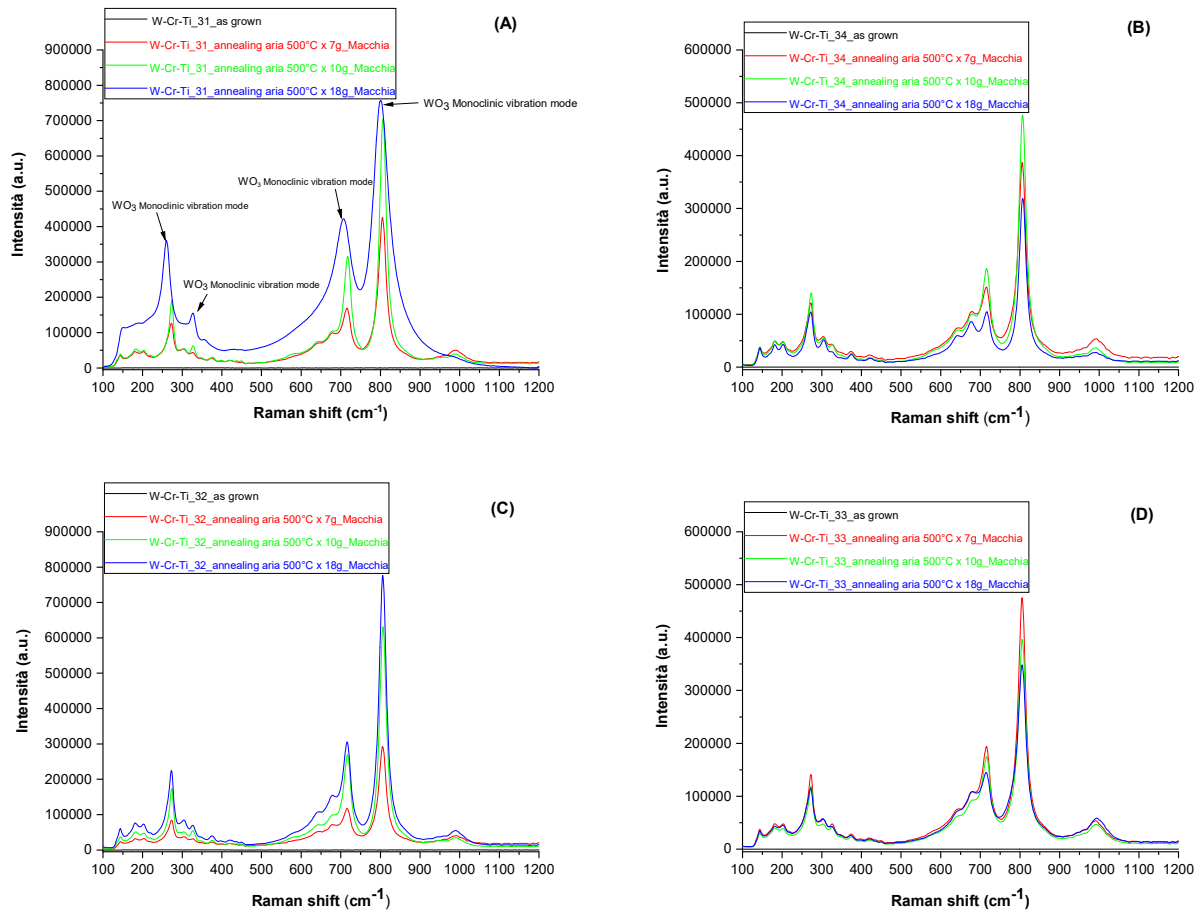 (A)
W-Cr-Ti_31_as grown
W-Cr-Ti_31_annealing aria 500°C x 7g_Macchia
W-Cr-Ti_31_annealing aria 500°C x 10g_Macchia
W-Cr-Ti_31_annealing aria 500°C x 18g_Macchia
900000
800000
700000
600000
500000
400000
300000
200000
100000
0
Intensità (a.u.)
WO3 Monoclinic vibration mode
WO3 Monoclinic vibration mode
WO3 Monoclinic vibration mode
WO3 Monoclinic vibration mode
100 200 300 400 500 600 700 800 900 1000 1100 1200
Raman shift (cm-1)
(B)
W-Cr-Ti_34_as grown
W-Cr-Ti_34_annealing aria 500°C x 7g_Macchia
W-Cr-Ti_34_annealing aria 500°C x 10g_Macchia
W-Cr-Ti_34_annealing aria 500°C x 18g_Macchia
600000
500000
400000
300000
200000
100000
0
Intensità (a.u.)
100 200 300 400 500 600 700 800 900 1000 1100 1200
Raman shift (cm-1)
(C)
W-Cr-Ti_32_as grown
W-Cr-Ti_32_annealing aria 500°C x 7g_Macchia
W-Cr-Ti_32_annealing aria 500°C x 10g_Macchia
W-Cr-Ti_32_annealing aria 500°C x 18g_Macchia
900000
800000
700000
600000
500000
400000
300000
200000
100000
0
Intensità (a.u.)
100 200 300 400 500 600 700 800 900 1000 1100 1200
Raman shift (cm-1)
(D)
W-Cr-Ti_33_as grown
W-Cr-Ti_33_annealing aria 500°C x 7g_Macchia
W-Cr-Ti_33_annealing aria 500°C x 10g_Macchia
W-Cr-Ti_33_annealing aria 500°C x 18g_Macchia
600000
500000
400000
300000
200000
100000
0
Intensità (a.u.)
100 200 300 400 500 600 700 800 900 1000 1100 1200
Raman shift (cm-1)